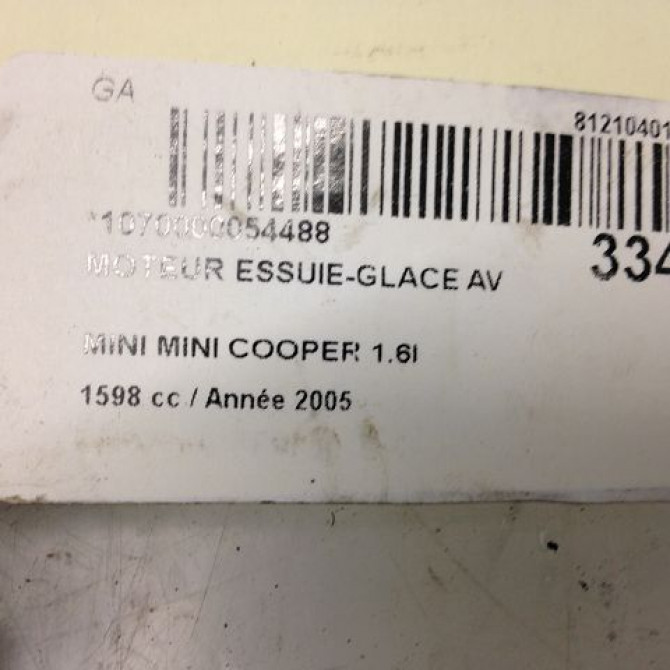 GA
81210401
*1070000054488
334
MOTEUR ESSUIE-GLACE AV
MINI MINI COOPER 1.6I
1598 cc / Année 2005